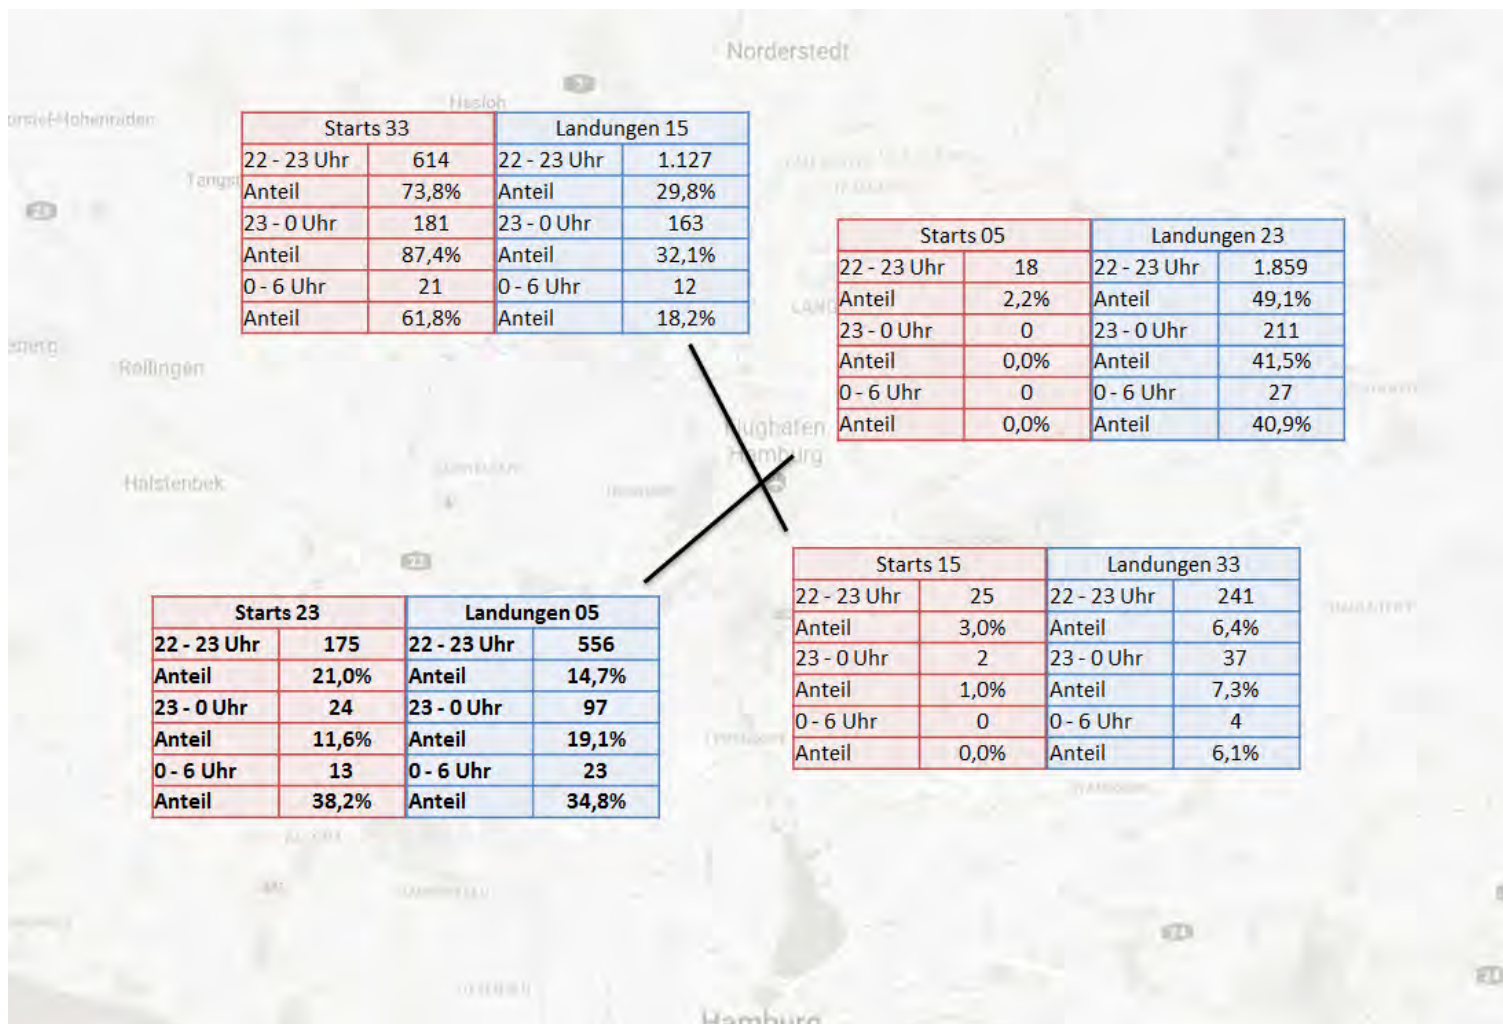 Norderstedt
Hasloh
Starts 33 Landungen 15
22 - 23 Uhr 614 22 - 23 Uhr 1.127
Anteil 73,8% Anteil 29,8%
23 - 0 Uhr 181 23 - 0 Uhr 163
Anteil 87,4% Anteil 32,1%
0 - 6 Uhr 21 0 - 6 Uhr 12
Anteil 61,8% Anteil 18,2%
Starts 05 Landungen 23
22 - 23 Uhr 18 22 - 23 Uhr 1.859
Anteil 2,2% Anteil 49,1%
23 - 0 Uhr 0 23 - 0 Uhr 211
Anteil 0,0% Anteil 41,5%
0 - 6 Uhr 0 0 - 6 Uhr 27
Anteil 0,0% Anteil 40,9%
Rellingen
Flughafen
Hamburg
Halstenbek
Starts 23 Landungen 05
22 - 23 Uhr 175 22 - 23 Uhr 556
Anteil 21,0% Anteil 14,7%
23 - 0 Uhr 24 23 - 0 Uhr 97
Anteil 11,6% Anteil 19,1%
0 - 6 Uhr 13 0 - 6 Uhr 23
Anteil 38,2% Anteil 34,8%
Starts 15 Landungen 33
22 - 23 Uhr 25 22 - 23 Uhr 241
Anteil 3,0% Anteil 6,4%
23 - 0 Uhr 2 23 - 0 Uhr 37
Anteil 1,0% Anteil 7,3%
0 - 6 Uhr 0 0 - 6 Uhr 4
Anteil 0,0% Anteil 6,1%
Hamburg